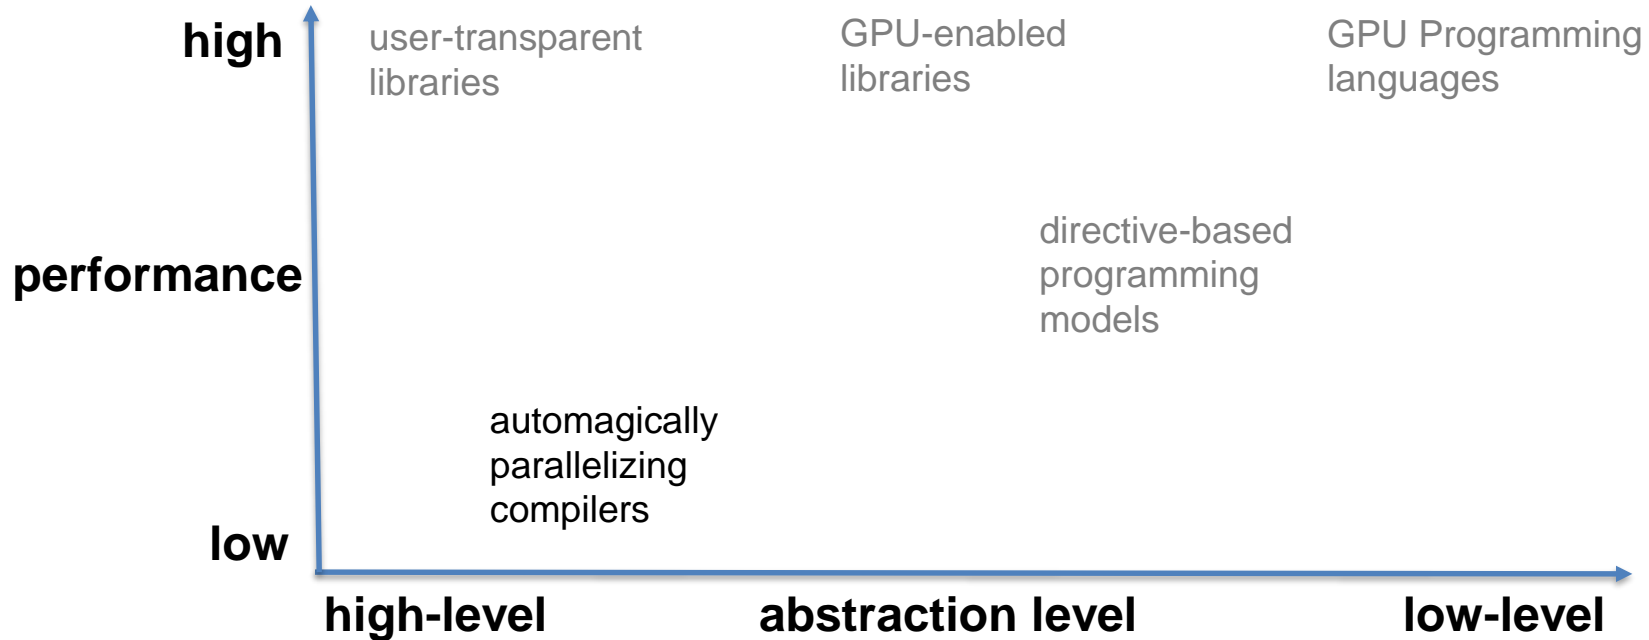 high
user-transparent
libraries
GPU-enabled
libraries
GPU Programming
languages
performance
directive-based
programming
models
automagically
parallelizing
compilers
low
high-level
abstraction level
low-level